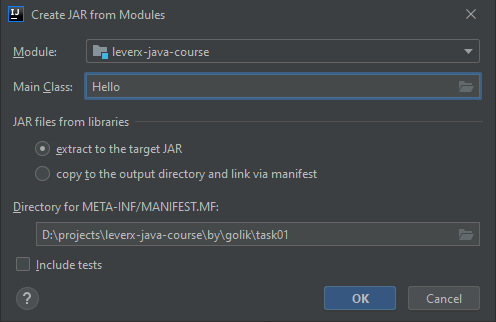 IJ Create JAR from Modules
Module: leverx-java-course
Main Class: Hello
JAR files from libraries
extract to the target JAR
copy to the output directory and link via manifest
Directory for META-INF/MANIFEST.MF:
D:\projects\leverx-java-course\by\golik\task01
Include tests
? OK Cancel